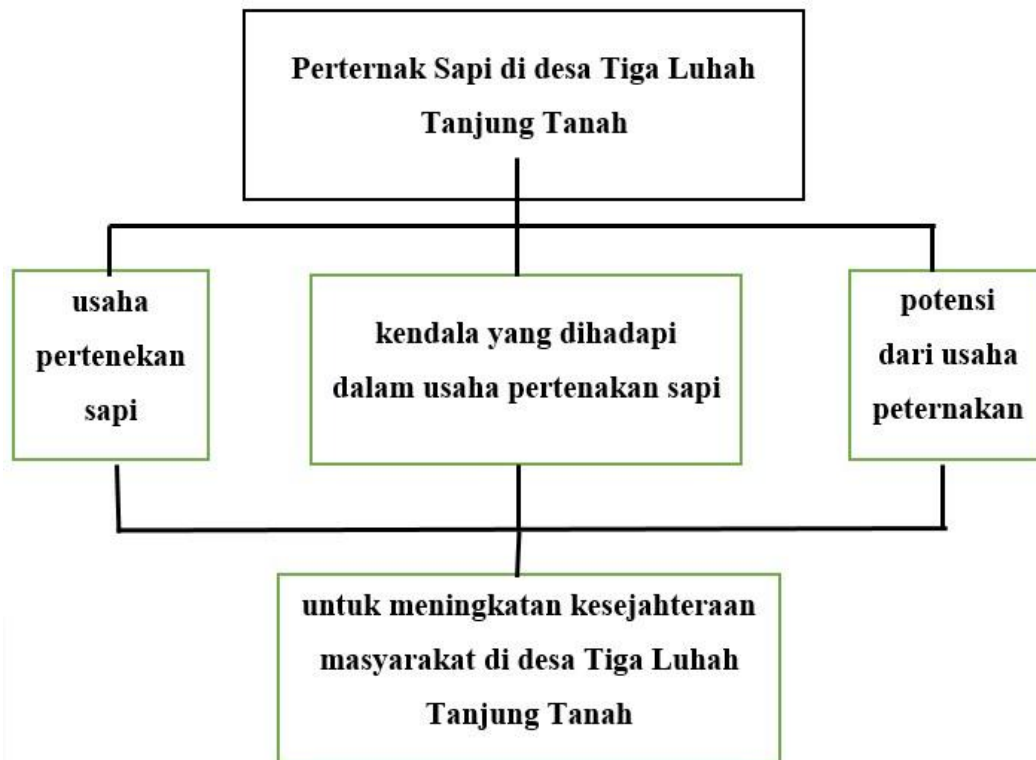 Perternak Sapi di desa Tiga Luhah
Tanjung Tanah
usaha
pertenekan
sapi
kendala yang dihadapi
dalam usaha pertenakan sapi
potensi
dari usaha
peternakan
untuk meningkatan kesejahteraan
masyarakat di desa Tiga Luhah
Tanjung Tanah